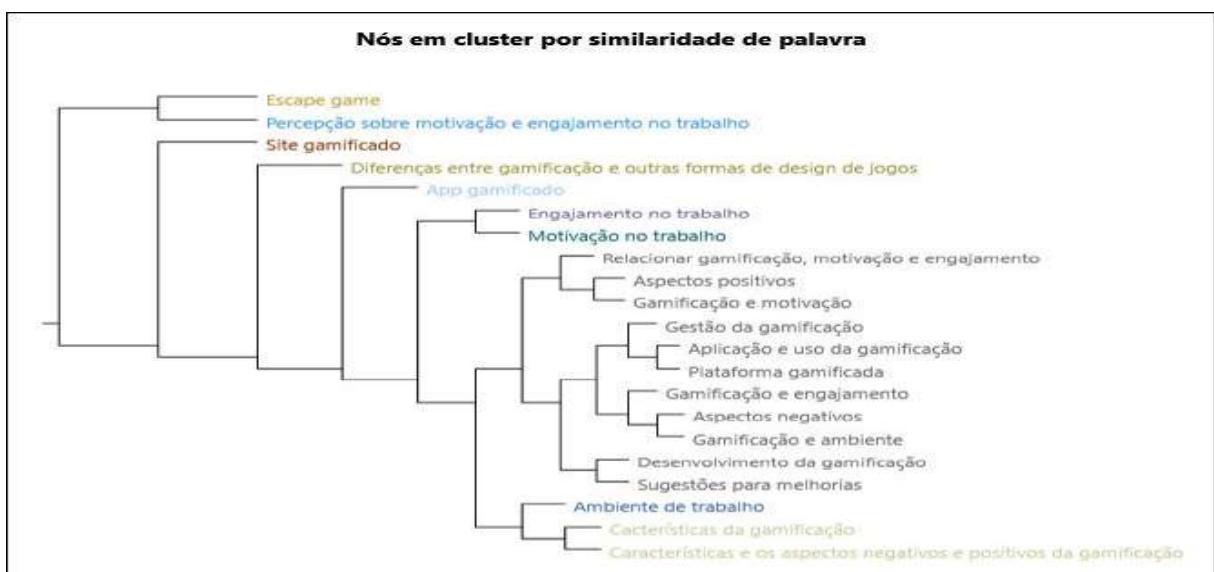 Nós em cluster por similaridade de palavra
Escape game
Percepção sobre motivação e engajamento no trabalho
Site gamificado
Diferenças entre gamificação e outras formas de design de jogos
App gamificado
Engajamento no trabalho
Motivação no trabalho
Relacionar gamificação, motivação e engajamento
Aspectos positivos
Gamificação e motivação
Gestão da gamificação
Aplicação e uso da gamificação
Plataforma gamificada
Gamificação e engajamento
Aspectos negativos
Gamificação e ambiente
Desenvolvimento da gamificação
Sugestões para melhorias
Ambiente de trabalho
Cacterísticas da gamificação
Características e os aspectos negativos e positivos da gamificação